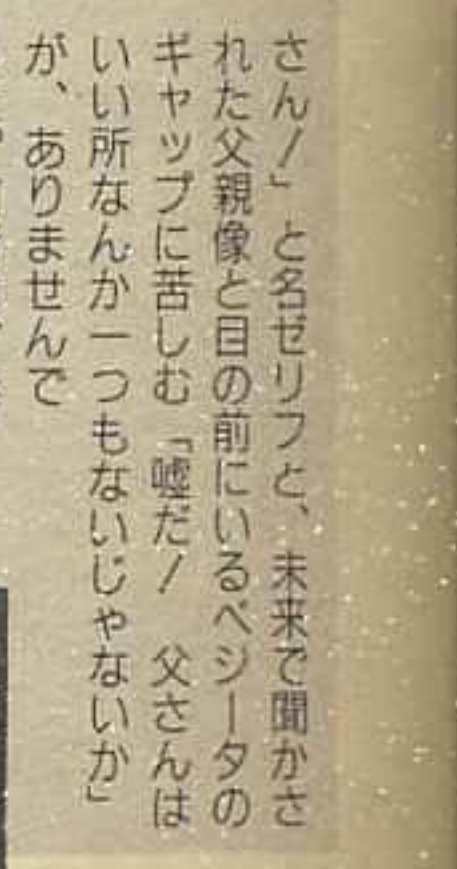 さん!」と名ゼリフと、未来で聞かさ
れた父親像と目の前にいるベジータの
ギャップに苦しむ「嘘だ! 父さんは
いい所なんか一つもないじゃないか」
が、ありませんで